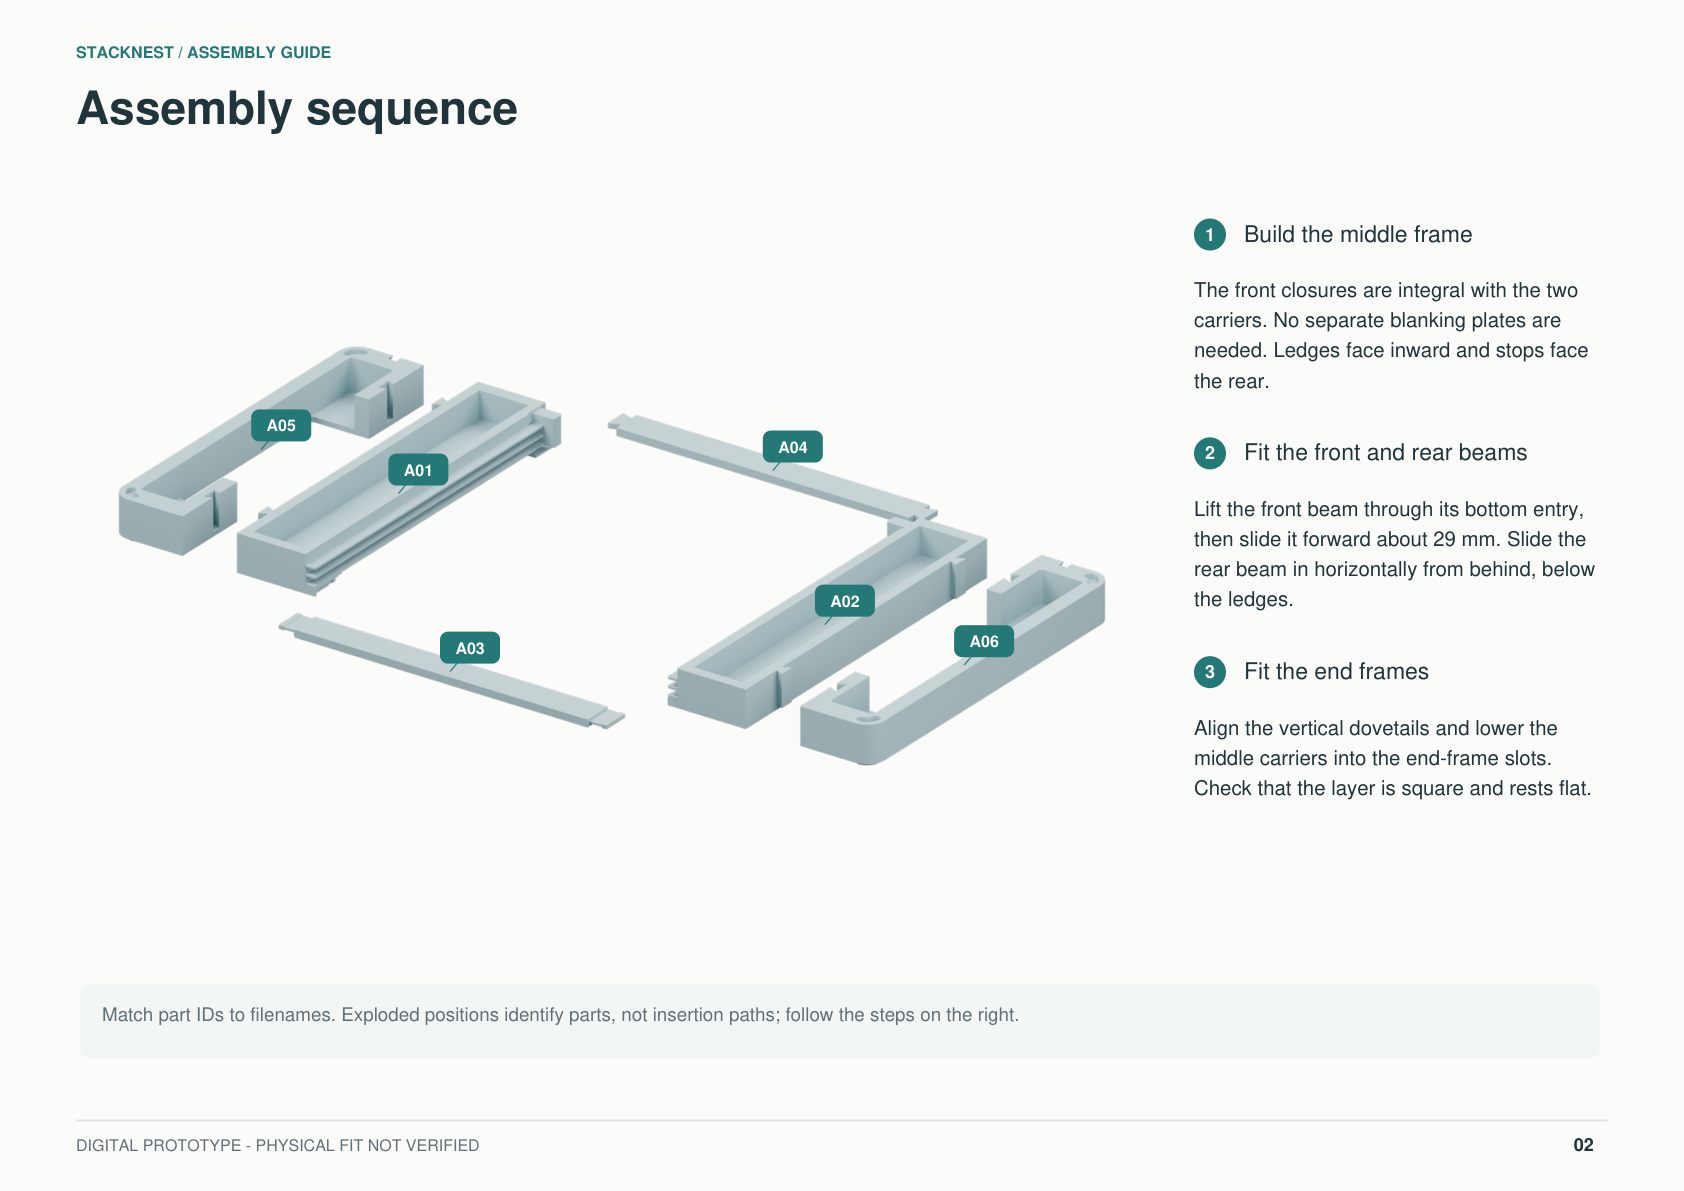 STACKNEST / ASSEMBLY GUIDE
Assembly sequence
A05
A01
A04
A02
A06
A03
1 Build the middle frame
The front closures are integral with the two
carriers. No separate blanking plates are
needed. Ledges face inward and stops face
the rear.
2 Fit the front and rear beams
Lift the front beam through its bottom entry,
then slide it forward about 29 mm. Slide the
rear beam in horizontally from behind, below
the ledges.
3 Fit the end frames
Align the vertical dovetails and lower the
middle carriers into the end-frame slots.
Check that the layer is square and rests flat.
Match part IDs to filenames. Exploded positions identify parts, not insertion paths; follow the steps on the right.
DIGITAL PROTOTYPE - PHYSICAL FIT NOT VERIFIED
02